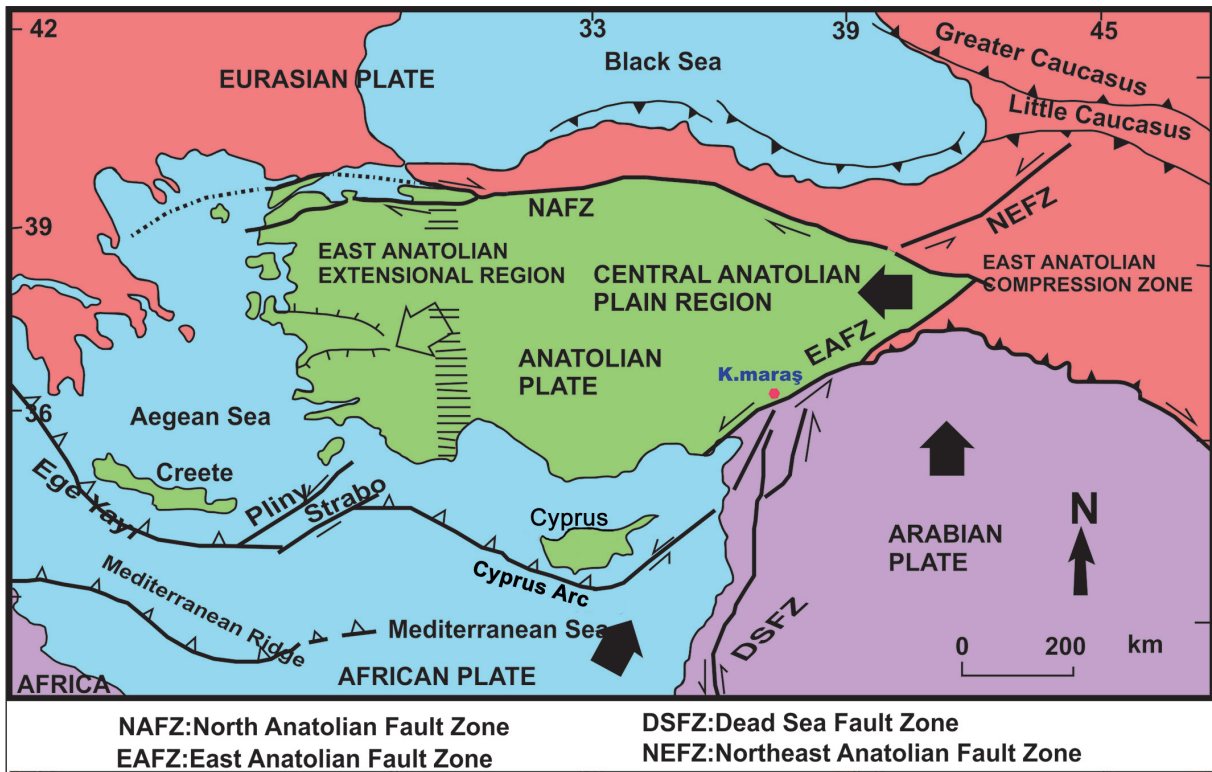 42
33
39
45
Greater Caucasus
Black Sea
EURASIAN PLATE
Little Caucasus
NAFZ
NEFZ
39
EAST ANATOLIAN
EXTENSIONAL REGION
CENTRAL ANATOLIAN
PLAIN REGION
EAST ANATOLIAN
COMPRESSION ZONE
EAFZ
ANATOLIAN
PLATE
K.maraş
36
Aegean Sea
Creete
Ege Yayı
Pliny
Strabo
Cyprus
Cyprus Arc
N
ARABIAN
PLATE
Mediterranean Ridge
Mediterranean Sea
DSFZ
0 200 km
AFRICA
AFRICAN PLATE
NAFZ:North Anatolian Fault Zone
DSFZ:Dead Sea Fault Zone
EAFZ:East Anatolian Fault Zone
NEFZ:Northeast Anatolian Fault Zone